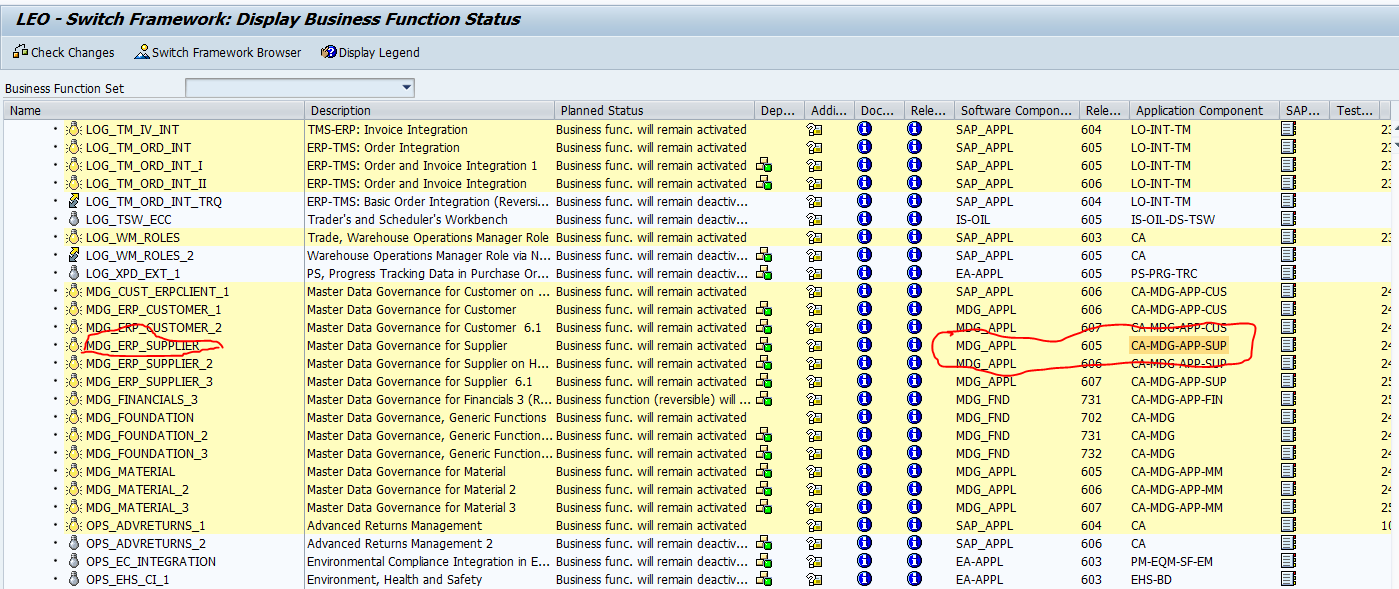 LEO - Switch Framework: Display Business Function Status
Check Changes Switch Framework Browser Display Legend
Business Function Set
Name Description Planned Status Dep... Addi... Doc... Rele... Software Compon... Rele... Application Component SAP... Test...
LOG_TM_IV_INT TMS-ERP: Invoice Integration Business func. will remain activated SAP_APPL 604 LO-INT-TM
LOG_TM_ORD_INT ERP-TMS: Order Integration Business func. will remain activated SAP_APPL 605 LO-INT-TM
LOG_TM_ORD_INT_I ERP-TMS: Order and Invoice Integration 1 Business func. will remain activated SAP_APPL 605 LO-INT-TM
LOG_TM_ORD_INT_II ERP-TMS: Order and Invoice Integration Business func. will remain activated SAP_APPL 606 LO-INT-TM
LOG_TM_ORD_INT_TRQ ERP-TMS: Basic Order Integration (Reversi... Business func. will remain deactiv... SAP_APPL 604 LO-INT-TM
LOG_TSW_ECC Trader's and Scheduler's Workbench Business func. will remain deactiv... IS-OIL 605 IS-OIL-DS-TSW
LOG_WM_ROLES Trade, Warehouse Operations Manager Role Business func. will remain activated SAP_APPL 603 CA
LOG_WM_ROLES_2 Warehouse Operations Manager Role via N... Business func. will remain deactiv... SAP_APPL 605 CA
LOG_XPD_EXT_1 PS, Progress Tracking Data in Purchase Or... Business func. will remain deactiv... EA-APPL 605 PS-PRG-TRC
MDG_CUST_ERPCLIENT_1 Master Data Governance for Customer on ... Business func. will remain activated SAP_APPL 606 CA-MDG-APP-CUS
MDG_ERP_CUSTOMER_1 Master Data Governance for Customer Business func. will remain activated MDG_APPL 606 CA-MDG-APP-CUS
MDG_ERP_CUSTOMER_2 Master Data Governance for Customer 6.1 Business func. will remain activated MDG_APPL 607 CA-MDG-APP-CUS
MDG_ERP_SUPPLIER Master Data Governance for Supplier Business func. will remain activated MDG_APPL 605 CA-MDG-APP-SUP
MDG_ERP_SUPPLIER_2 Master Data Governance for Supplier on H... Business func. will remain activated MDG_APPL 606 CA-MDG-APP-SUP
MDG_ERP_SUPPLIER_3 Master Data Governance for Supplier 6.1 Business func. will remain activated MDG_APPL 607 CA-MDG-APP-SUP
MDG_FINANCIALS_3 Master Data Governance for Financials 3 (R... Business function (reversible) will ... MDG_FND 731 CA-MDG-APP-FIN
MDG_FOUNDATION Master Data Governance, Generic Functions Business func. will remain activated MDG_FND 702 CA-MDG
MDG_FOUNDATION_2 Master Data Governance, Generic Function... Business func. will remain activated MDG_FND 731 CA-MDG
MDG_FOUNDATION_3 Master Data Governance, Generic Function... Business func. will remain activated MDG_FND 732 CA-MDG
MDG_MATERIAL Master Data Governance for Material Business func. will remain activated MDG_APPL 605 CA-MDG-APP-MM
MDG_MATERIAL_2 Master Data Governance for Material 2 Business func. will remain activated MDG_APPL 606 CA-MDG-APP-MM
MDG_MATERIAL_3 Master Data Governance for Material 3 Business func. will remain activated MDG_APPL 607 CA-MDG-APP-MM
OPS_ADVRETURNS_1 Advanced Returns Management Business func. will remain activated SAP_APPL 604 CA
OPS_ADVRETURNS_2 Advanced Returns Management 2 Business func. will remain deactiv... SAP_APPL 606 CA
OPS_EC_INTEGRATION Environmental Compliance Integration in E... Business func. will remain deactiv... EA-APPL 603 PM-EQM-SF-EM
OPS_EHS_CI_1 Environment, Health and Safety Business func. will remain deactiv... EA-APPL 603 EHS-BD